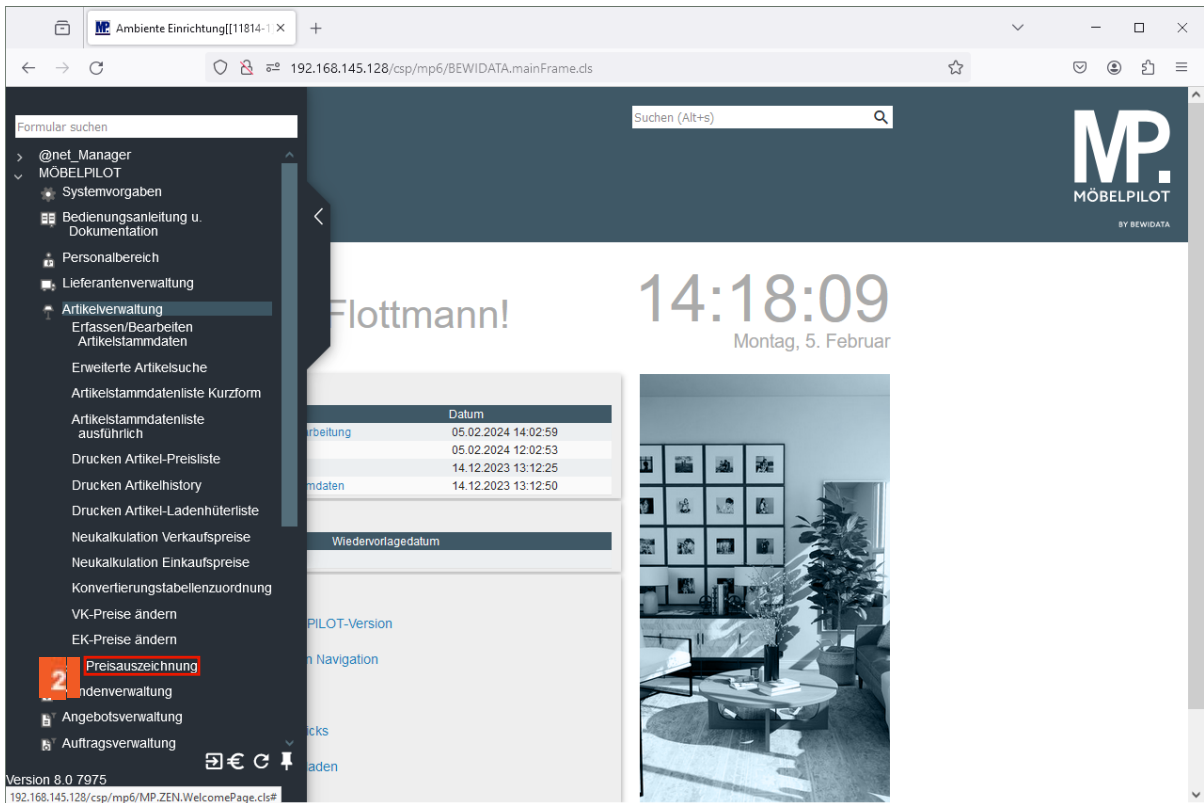 Ambiente Einrichtung[[11814-1
192.168.145.128/csp/mp6/BEWIDATA.mainFrame.cls
Formular suchen
@net_Manager
MÖBELPILOT
Systemvorgaben
Bedienungsanleitung u.
Dokumentation
Personalbereich
Lieferantenverwaltung
Artikelverwaltung
Erfassen/Bearbeiten
Artikelstammdaten
Erweiterte Artikelsuche
Artikelstammdatenliste Kurzform
Artikelstammdatenliste
ausführlich
Drucken Artikel-Preisliste
Drucken Artikelhistory
Drucken Artikel-Ladenhüterliste
Neukalkulation Verkaufspreise
Neukalkulation Einkaufspreise
Konvertierungstabellenzuordnung
VK-Preise ändern
EK-Preise ändern
Preisauszeichnung
2
ndenverwaltung
Angebotsverwaltung
Auftragsverwaltung
Version 8.0 7975
192.168.145.128/csp/mp6/MP.ZEN.WelcomePage.cls#
Suchen (Alt+s)
MP.
MÖBELPILOT
BY BEWIDATA
Flottmann!
14:18:09
Montag, 5. Februar
Datum
rbeitung 05.02.2024 14:02:59
05.02.2024 12:02:53
14.12.2023 13:12:25
mdaten 14.12.2023 13:12:50
Wiedervorlagedatum
PILOT-Version
n Navigation
icks
aden